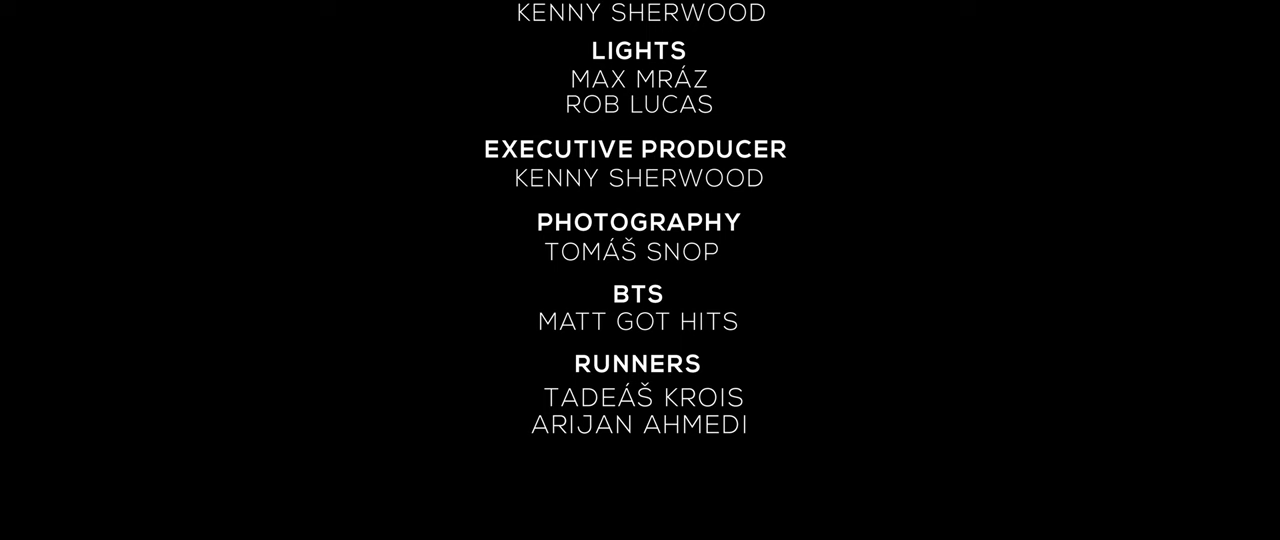 KENNY SHERWOOD
LIGHTS
MAX MRÁZ
ROB LUCAS
EXECUTIVE PRODUCER
KENNY SHERWOOD
PHOTOGRAPHY
TOMÁŠ SNOP
BTS
MATT GOT HITS
RUNNERS
TADEÁŠ KROIS
ARIJAN AHMEDI